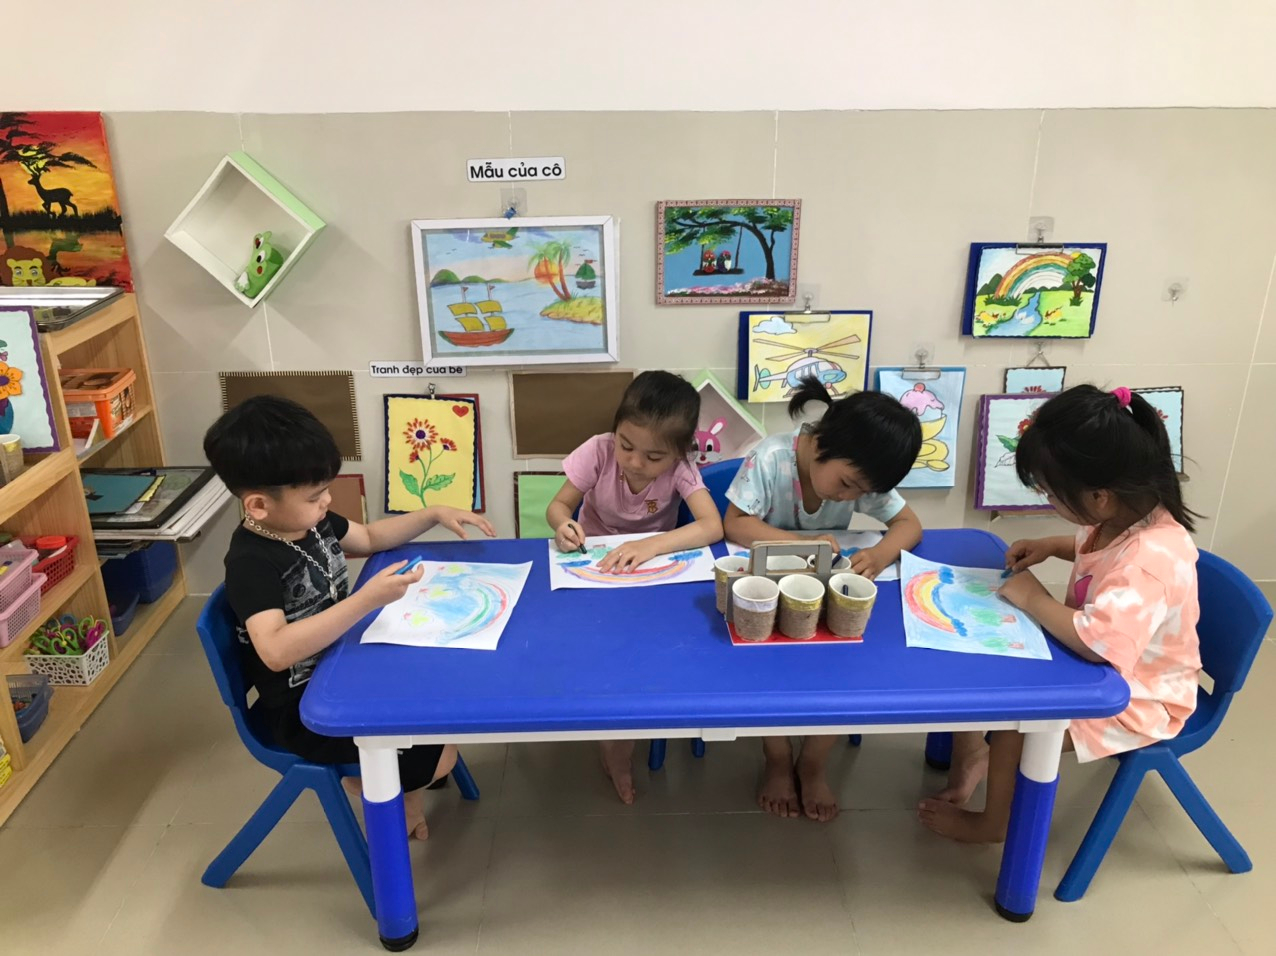 Mẫu của cô
Tranh đẹp của bé